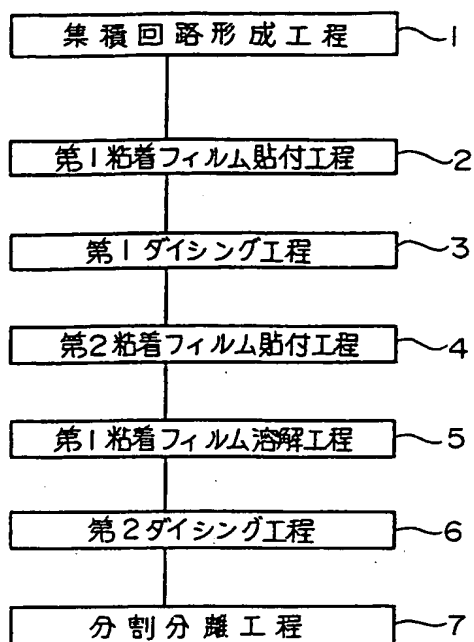 集積回路形成工程 1
第1粘着フィルム貼付工程 2
第1ダイシング工程 3
第2粘着フィルム貼付工程 4
第1粘着フィルム溶解工程 5
第2ダイシング工程 6
分割分離工程 7